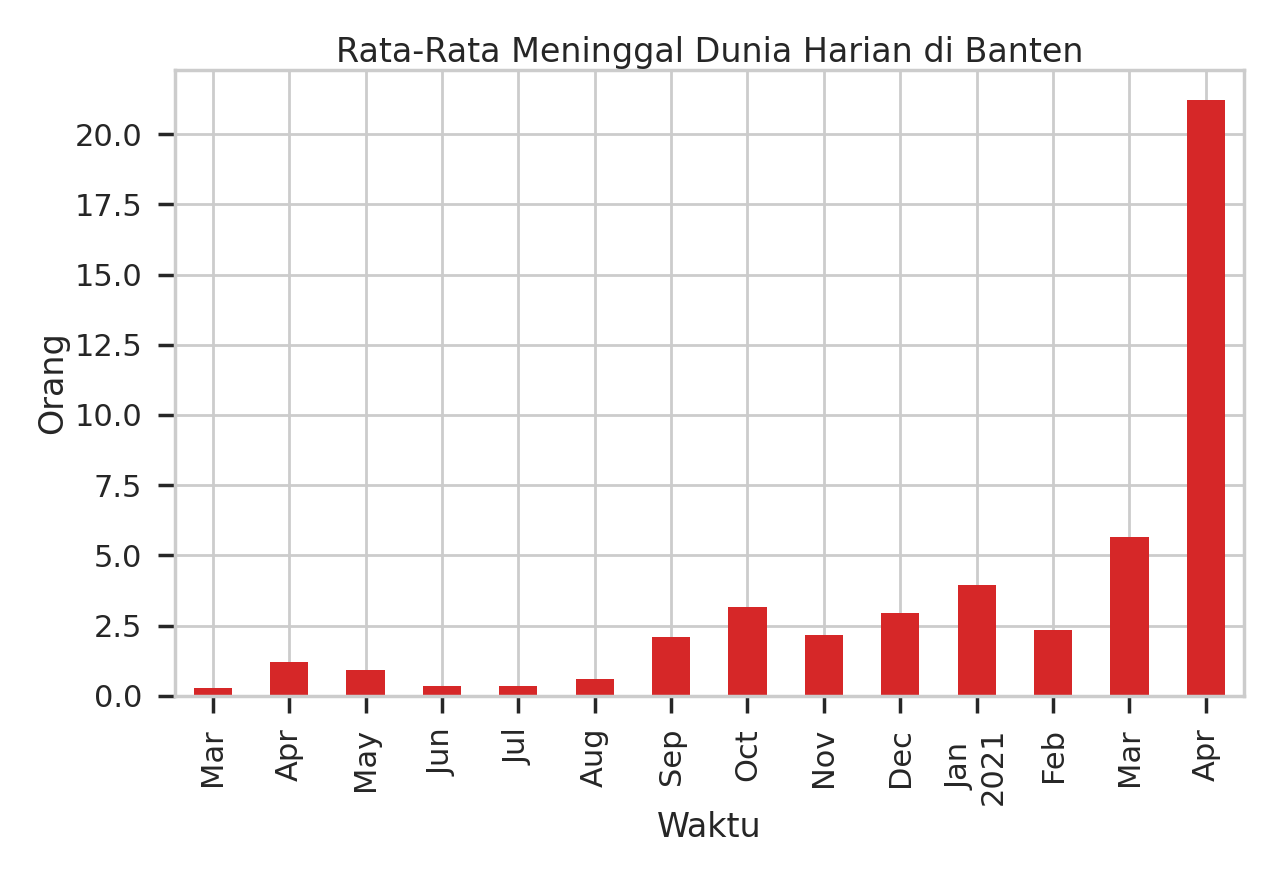 Rata-Rata Meninggal Dunia Harian di Banten
Orang
20.0
17.5
15.0
12.5
10.0
7.5
5.0
2.5
0.0
Mar
Apr
May
Jun
Jul
Aug
Sep
Oct
Nov
Dec
Jan
2021
Feb
Mar
Apr
Waktu